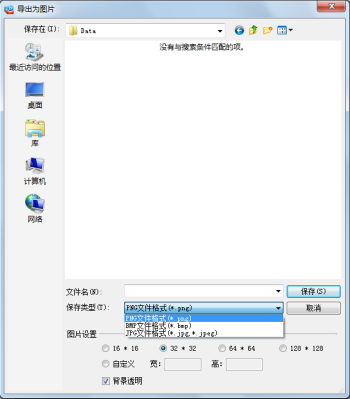 导出为图片
保存在(I):
Data
没有与搜索条件匹配的项。
最近访问的位置
桌面
库
计算机
网络
文件名(N):
保存(S)
保存类型(T):
PNG文件格式(*.png)
取消
PNG文件格式(*.png)
BMP文件格式(*.bmp)
JPG文件格式(*.jpg,*.jpeg)
图片设置
16 * 16
32 * 32
64 * 64
128 * 128
自定义
宽:
高:
背景透明